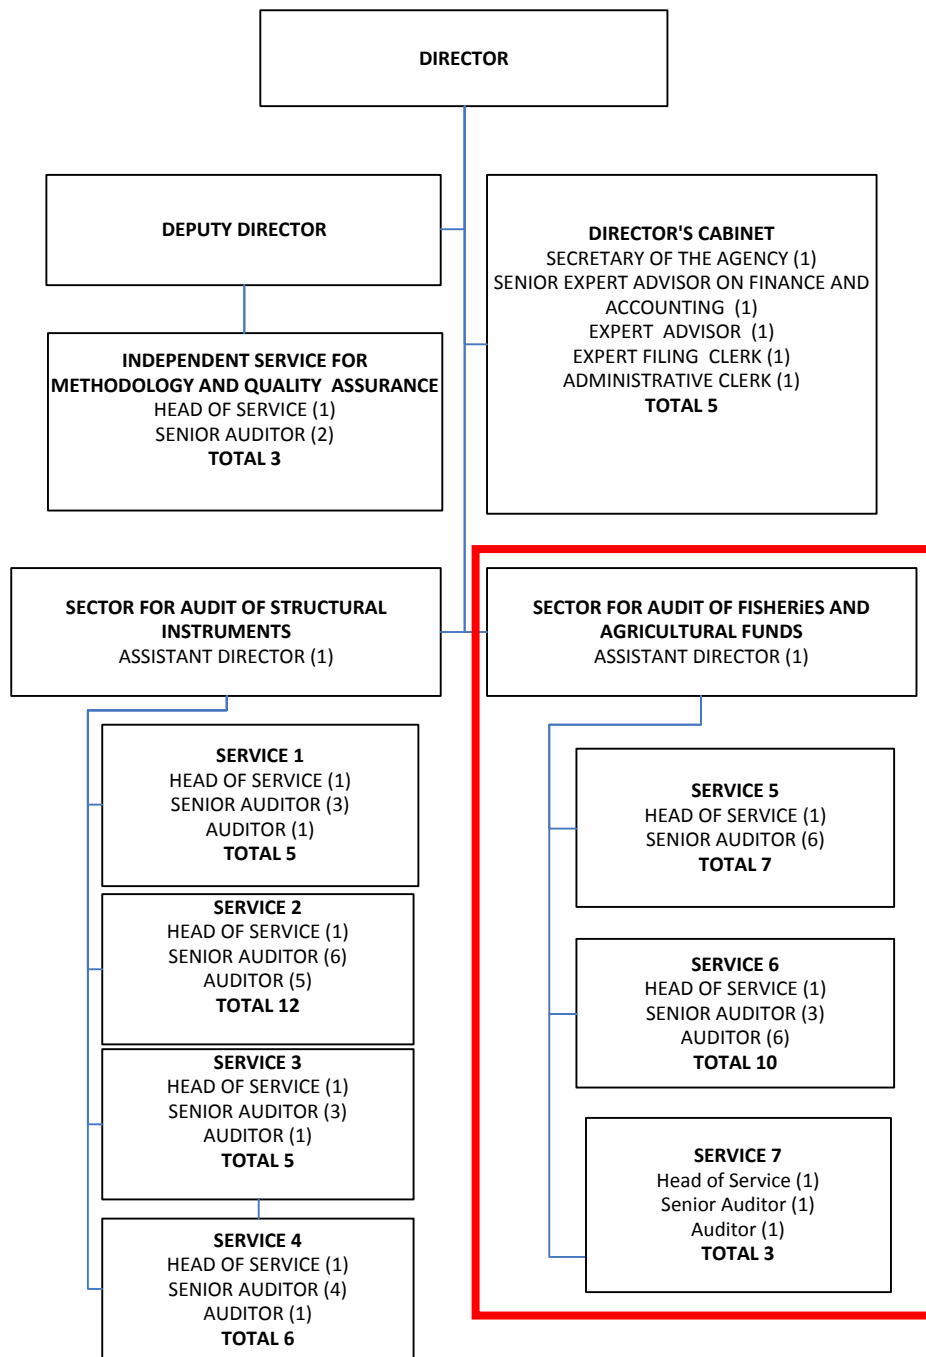 DIRECTOR
DEPUTY DIRECTOR
DIRECTOR'S CABINET
SECRETARY OF THE AGENCY (1)
SENIOR EXPERT ADVISOR ON FINANCE AND
ACCOUNTING (1)
EXPERT ADVISOR (1)
EXPERT FILING CLERK (1)
ADMINISTRATIVE CLERK (1)
TOTAL 5
INDEPENDENT SERVICE FOR
METHODOLOGY AND QUALITY ASSURANCE
HEAD OF SERVICE (1)
SENIOR AUDITOR (2)
TOTAL 3
SECTOR FOR AUDIT OF STRUCTURAL
INSTRUMENTS
ASSISTANT DIRECTOR (1)
SERVICE 1
HEAD OF SERVICE (1)
SENIOR AUDITOR (3)
AUDITOR (1)
TOTAL 5
SERVICE 2
HEAD OF SERVICE (1)
SENIOR AUDITOR (6)
AUDITOR (5)
TOTAL 12
SERVICE 3
HEAD OF SERVICE (1)
SENIOR AUDITOR (3)
AUDITOR (1)
TOTAL 5
SERVICE 4
HEAD OF SERVICE (1)
SENIOR AUDITOR (4)
AUDITOR (1)
TOTAL 6
SECTOR FOR AUDIT OF FISHERiES AND
AGRICULTURAL FUNDS
ASSISTANT DIRECTOR (1)
SERVICE 5
HEAD OF SERVICE (1)
SENIOR AUDITOR (6)
TOTAL 7
SERVICE 6
HEAD OF SERVICE (1)
SENIOR AUDITOR (3)
AUDITOR (6)
TOTAL 10
SERVICE 7
Head of Service (1)
Senior Auditor (1)
Auditor (1)
TOTAL 3